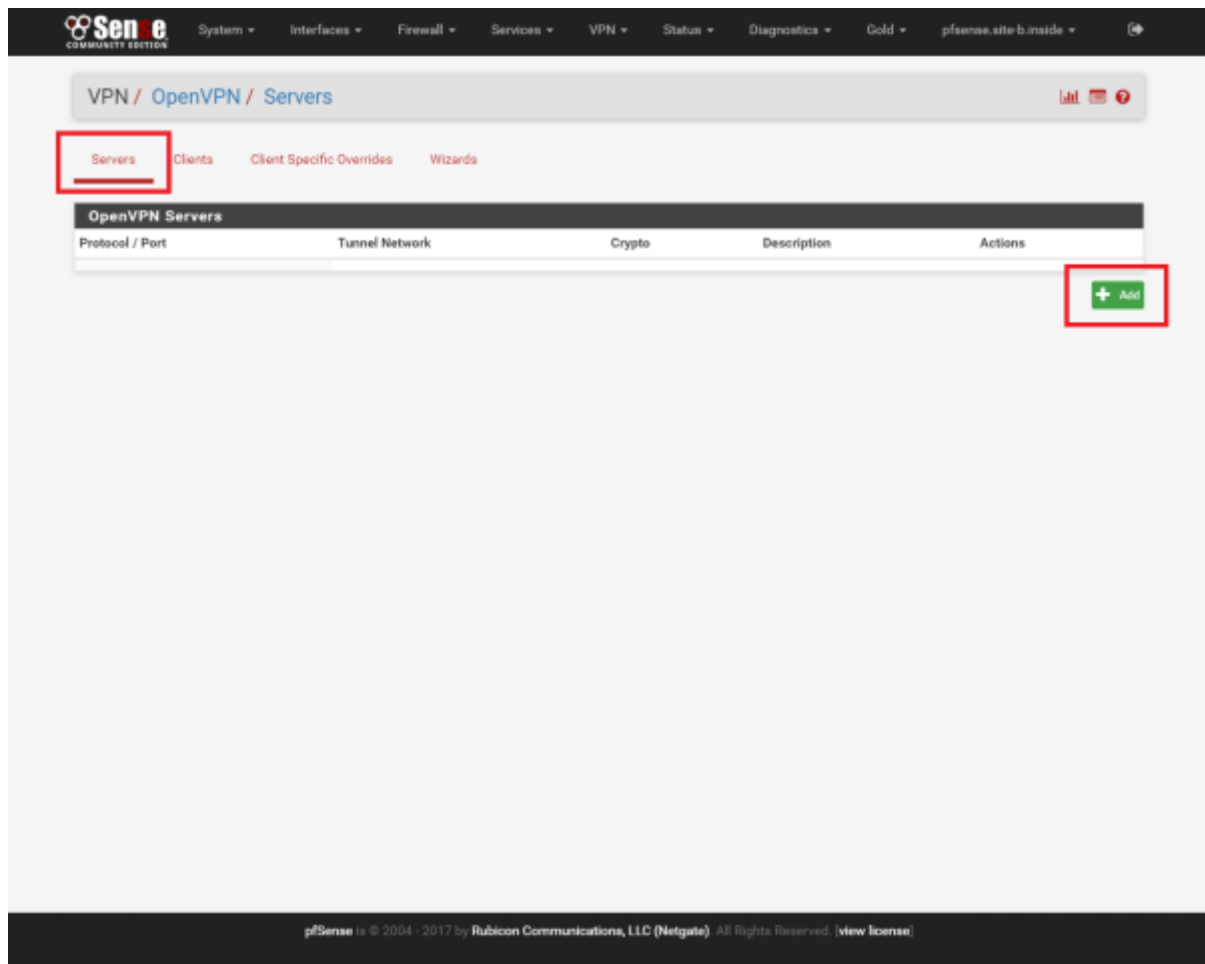 Sense COMMUNITY EDITION System Interfaces Firewall Services VPN Status Diagnostics Gold pfsense.site-b.inside
VPN / OpenVPN / Servers
Servers Clients Client Specific Overrides Wizards
OpenVPN Servers
Protocol / Port Tunnel Network Crypto Description Actions
Add
pfSense is © 2004 - 2017 by Rubicon Communications, LLC (Netgate). All Rights Reserved. [view license]